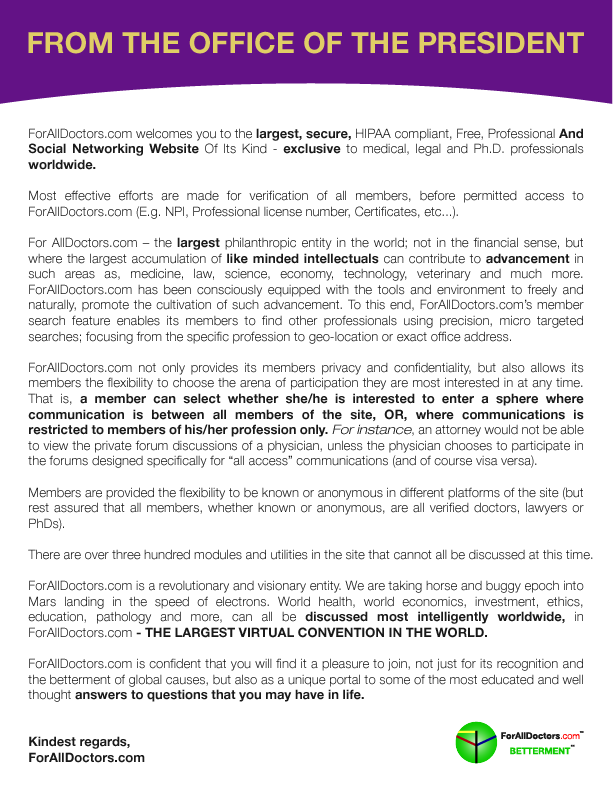 FROM THE OFFICE OF THE PRESIDENT
ForAllDoctors.com welcomes you to the largest, secure, HIPAA compliant, Free, Professional And
Social Networking Website Of Its Kind - exclusive to medical, legal and Ph.D. professionals
worldwide.
Most effective efforts are made for verification of all members, before permitted access to
ForAllDoctors.com (E.g. NPI, Professional license number, Certificates, etc...).
For AllDoctors.com – the largest philanthropic entity in the world; not in the financial sense, but
where the largest accumulation of like minded intellectuals can contribute to advancement in
such areas as, medicine, law, science, economy, technology, veterinary and much more.
ForAllDoctors.com has been consciously equipped with the tools and environment to freely and
naturally, promote the cultivation of such advancement. To this end, ForAllDoctors.com's member
search feature enables its members to find other professionals using precision, micro targeted
searches; focusing from the specific profession to geo-location or exact office address.
ForAllDoctors.com not only provides its members privacy and confidentiality, but also allows its
members the flexibility to choose the arena of participation they are most interested in at any time.
That is, a member can select whether she/he is interested to enter a sphere where
communication is between all members of the site, OR, where communications is
restricted to members of his/her profession only. For instance, an attorney would not be able
to view the private forum discussions of a physician, unless the physician chooses to participate in
the forums designed specifically for “all access” communications (and of course visa versa).
Members are provided the flexibility to be known or anonymous in different platforms of the site (but
rest assured that all members, whether known or anonymous, are all verified doctors, lawyers or
PhDs).
There are over three hundred modules and utilities in the site that cannot all be discussed at this time.
ForAllDoctors.com is a revolutionary and visionary entity. We are taking horse and buggy epoch into
Mars landing in the speed of electrons. World health, world economics, investment, ethics,
education, pathology and more, can all be discussed most intelligently worldwide, in
ForAllDoctors.com - THE LARGEST VIRTUAL CONVENTION IN THE WORLD.
ForAllDoctors.com is confident that you will find it a pleasure to join, not just for its recognition and
the betterment of global causes, but also as a unique portal to some of the most educated and well
thought answers to questions that you may have in life.
Kindest regards,
ForAllDoctors.com
ForAllDoctors.com™
BETTERMENT™